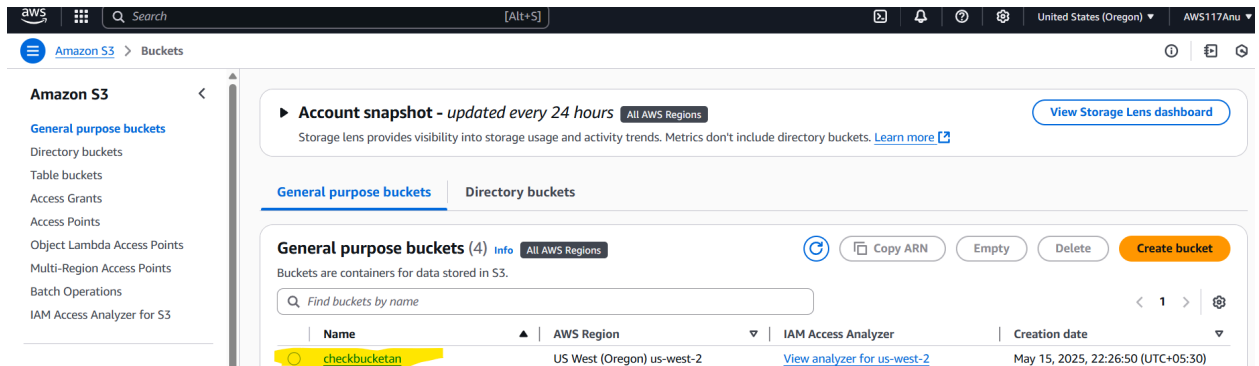 aws Search [Alt+S] United States (Oregon) ▼ AWS117Anu ▼
Amazon S3 > Buckets
Amazon S3
General purpose buckets
Directory buckets
Table buckets
Access Grants
Access Points
Object Lambda Access Points
Multi-Region Access Points
Batch Operations
IAM Access Analyzer for S3
Account snapshot - updated every 24 hours All AWS Regions
View Storage Lens dashboard
Storage lens provides visibility into storage usage and activity trends. Metrics don't include directory buckets. Learn more
General purpose buckets Directory buckets
General purpose buckets (4) Info All AWS Regions
Copy ARN Empty Delete Create bucket
Buckets are containers for data stored in S3.
Find buckets by name
< 1 >
Name AWS Region IAM Access Analyzer Creation date
checkbucketan US West (Oregon) us-west-2 View analyzer for us-west-2 May 15, 2025, 22:26:50 (UTC+05:30)